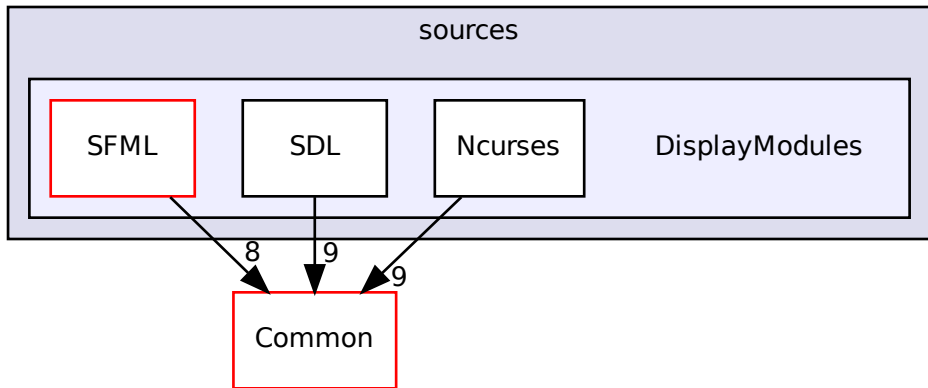 sources
SFML
SDL
Ncurses
DisplayModules
8
9
9
Common